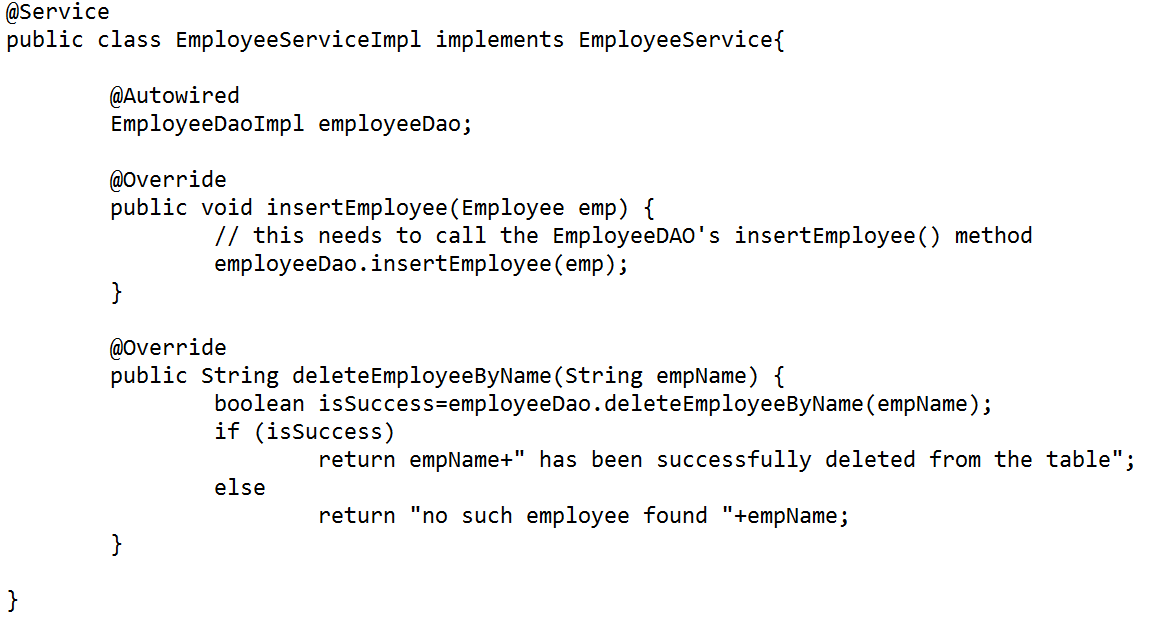 @Service
public class EmployeeServiceImpl implements EmployeeService{
@Autowired
EmployeeDaoImpl employeeDao;
@Override
public void insertEmployee(Employee emp) {
// this needs to call the EmployeeDAO's insertEmployee() method
employeeDao.insertEmployee(emp);
}
@Override
public String deleteEmployeeByName(String empName) {
boolean isSuccess=employeeDao.deleteEmployeeByName(empName);
if (isSuccess)
return empName+" has been successfully deleted from the table";
else
return "no such employee found "+empName;
}
}